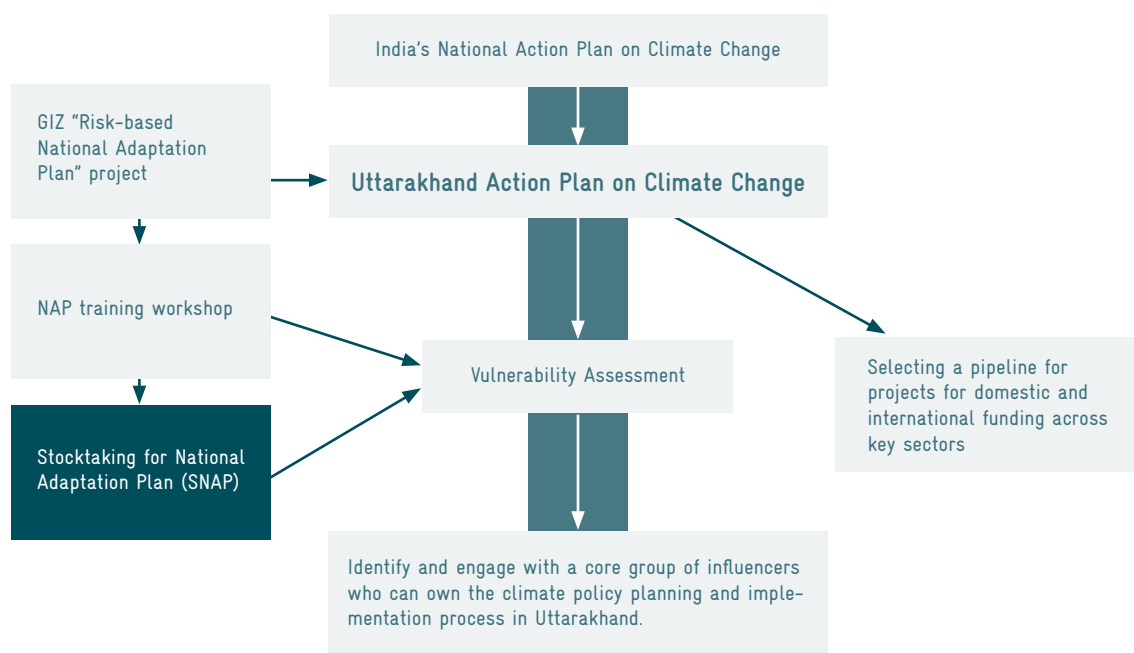 India's National Action Plan on Climate Change
GIZ “Risk-based
National Adaptation
Plan” project
Uttarakhand Action Plan on Climate Change
NAP training workshop
Vulnerability Assessment
Selecting a pipeline for
projects for domestic and
international funding across
key sectors
Stocktaking for National
Adaptation Plan (SNAP)
Identify and engage with a core group of influencers
who can own the climate policy planning and imple-
mentation process in Uttarakhand.